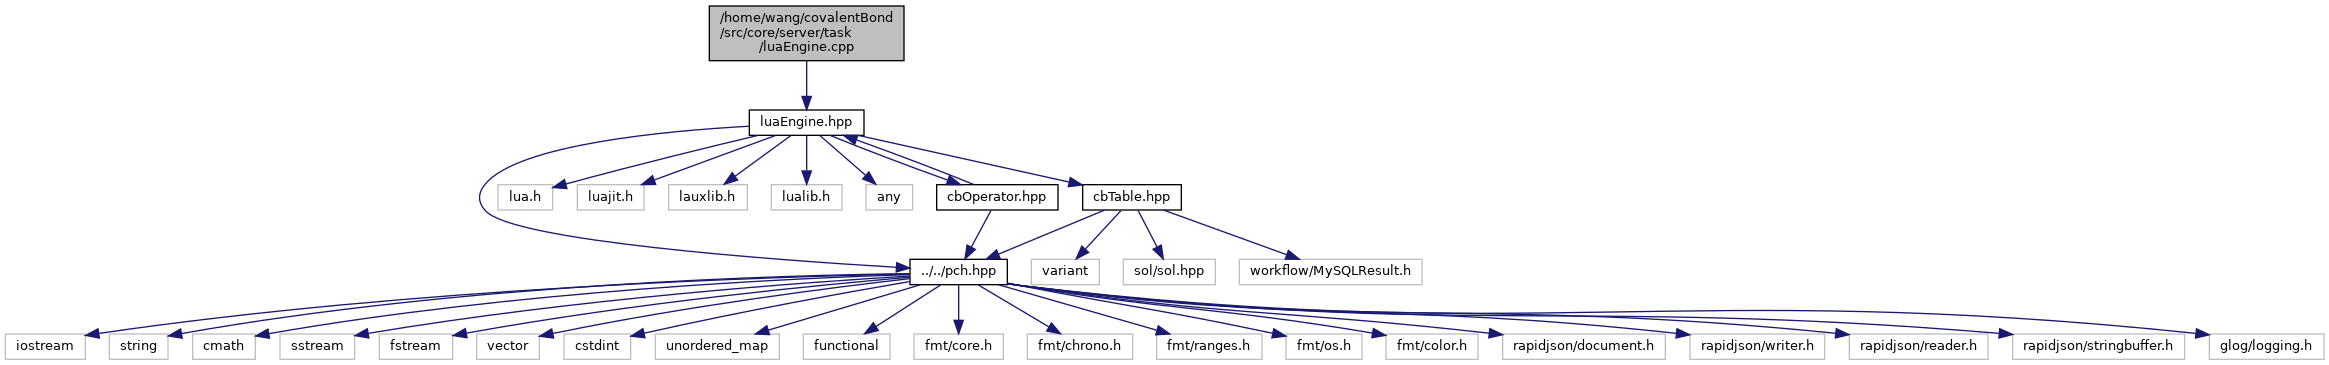 /home/wang/covalentBond
/src/core/server/task
/luaEngine.cpp
luaEngine.hpp
lua.h
luajit.h
lauxlib.h
lualib.h
any
cbOperator.hpp
cbTable.hpp
../../pch.hpp
variant
sol/sol.hpp
workflow/MySQLResult.h
iostream
string
cmath
sstream
fstream
vector
cstdint
unordered_map
functional
fmt/core.h
fmt/chrono.h
fmt/ranges.h
fmt/os.h
fmt/color.h
rapidjson/document.h
rapidjson/writer.h
rapidjson/reader.h
rapidjson/stringbuffer.h
glog/logging.h